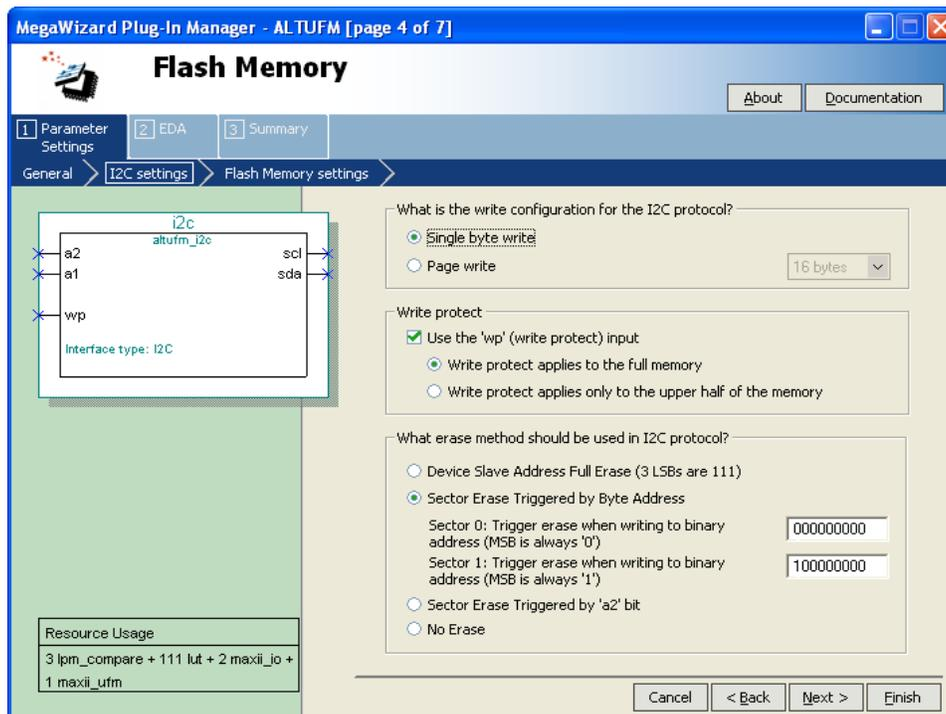 MegaWizard Plug-In Manager - ALTUFM [page 4 of 7]
Flash Memory
About
Documentation
1 Parameter Settings
2 EDA
3 Summary
General
I2C settings
Flash Memory settings
i2c
altufm_i2c
a2
scl
a1
sda
wp
Interface type: I2C
Resource Usage
3 lpm_compare + 111 lut + 2 maxii_io +
1 maxii_ufm
What is the write configuration for the I2C protocol?
Single byte write
Page write
16 bytes
Write protect
Use the 'wp' (write protect) input
Write protect applies to the full memory
Write protect applies only to the upper half of the memory
What erase method should be used in I2C protocol?
Device Slave Address Full Erase (3 LSBs are 111)
Sector Erase Triggered by Byte Address
Sector 0: Trigger erase when writing to binary
address (MSB is always '0')
000000000
Sector 1: Trigger erase when writing to binary
address (MSB is always '1')
100000000
Sector Erase Triggered by 'a2' bit
No Erase
Cancel
< Back
Next >
Finish